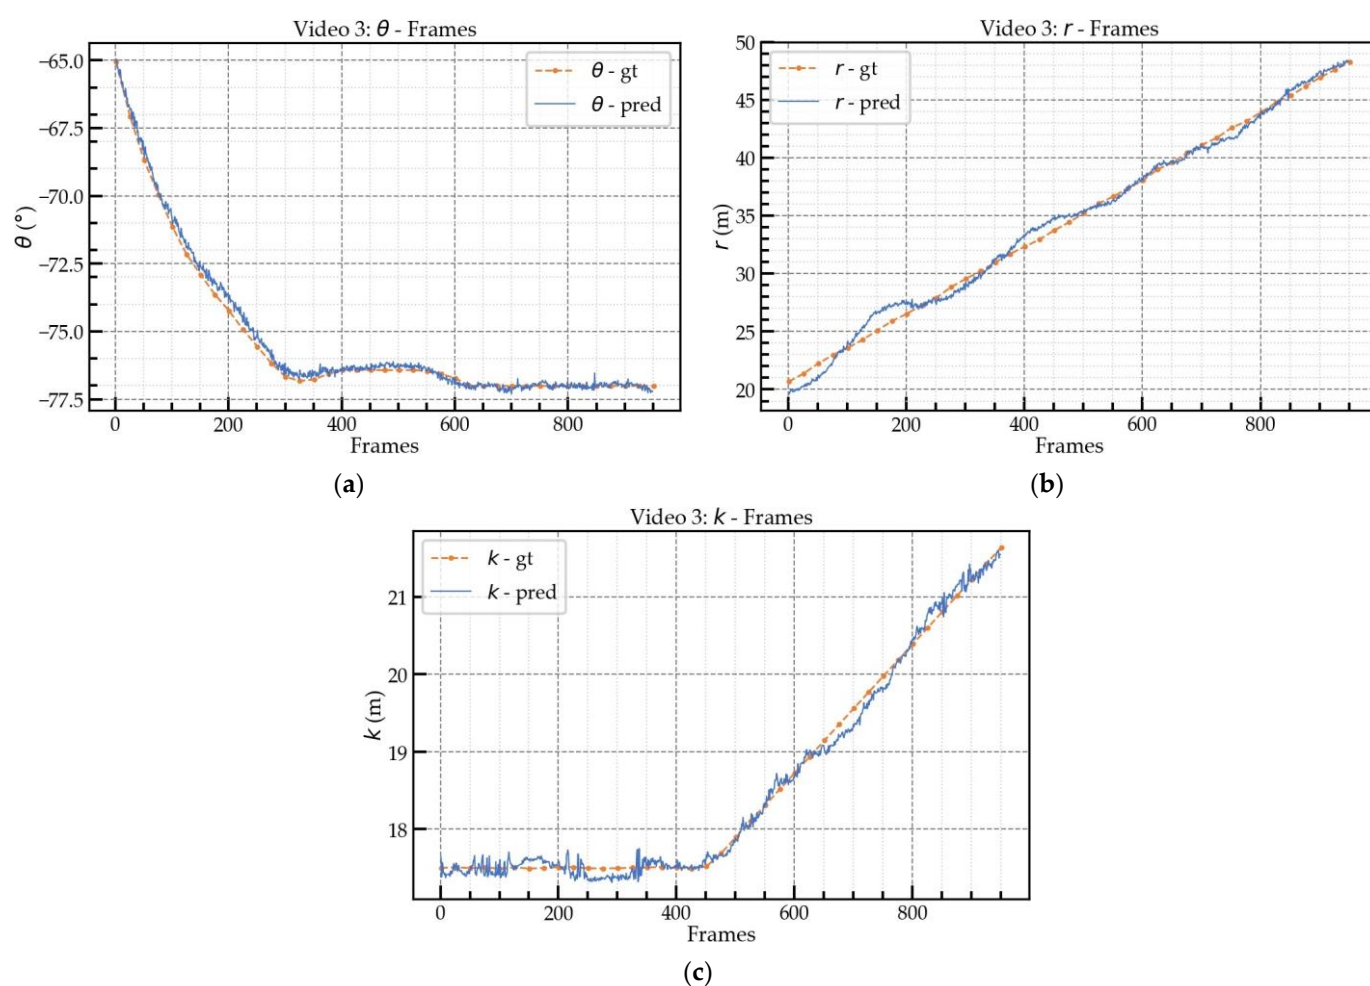 Video 3: θ - Frames
θ - gt
θ - pred
−65.0
−67.5
−70.0
−72.5
−75.0
−77.5
θ (°)
0 200 400 600 800
Frames
(a)
Video 3: r - Frames
r - gt
r - pred
50
45
40
35
30
25
20
r (m)
0 200 400 600 800
Frames
(b)
Video 3: k - Frames
k - gt
k - pred
21
20
19
18
k (m)
0 200 400 600 800
Frames
(c)